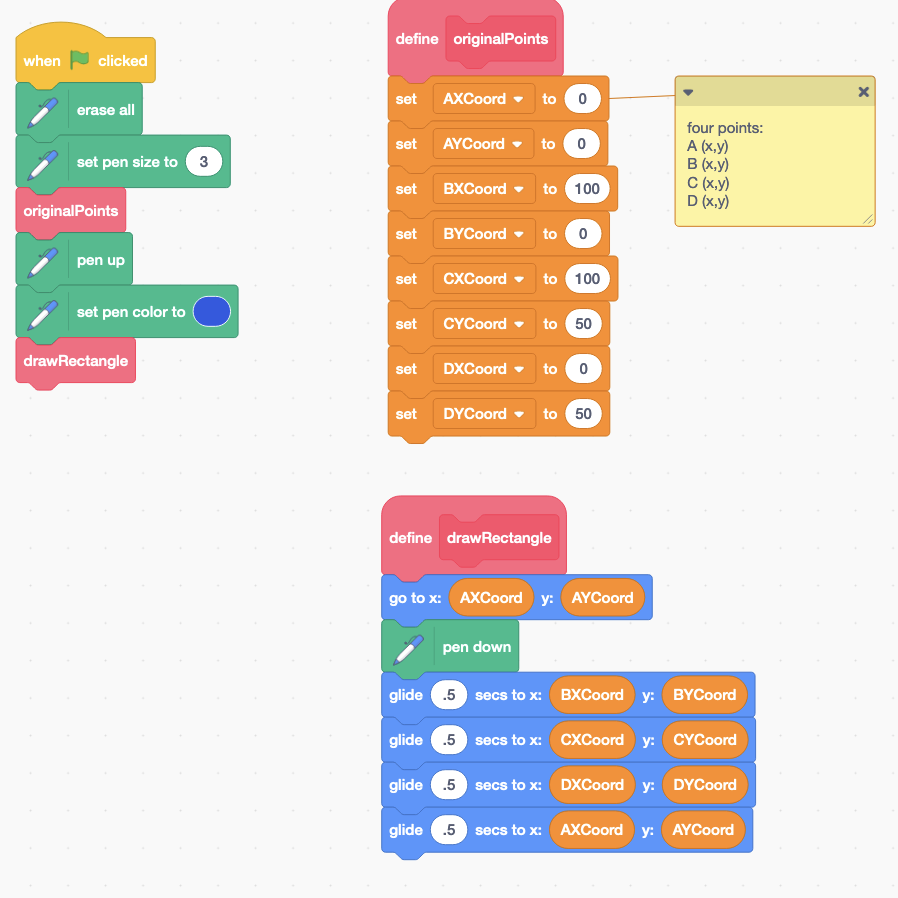 when clicked
erase all
set pen size to 3
originalPoints
pen up
set pen color to
drawRectangle
define originalPoints
set AXCoord to 0
set AYCoord to 0
set BXCoord to 100
set BYCoord to 0
set CXCoord to 100
set CYCoord to 50
set DXCoord to 0
set DYCoord to 50
four points:
A (x,y)
B (x,y)
C (x,y)
D (x,y)
define drawRectangle
go to x: AXCoord y: AYCoord
pen down
glide .5 secs to x: BXCoord y: BYCoord
glide .5 secs to x: CXCoord y: CYCoord
glide .5 secs to x: DXCoord y: DYCoord
glide .5 secs to x: AXCoord y: AYCoord